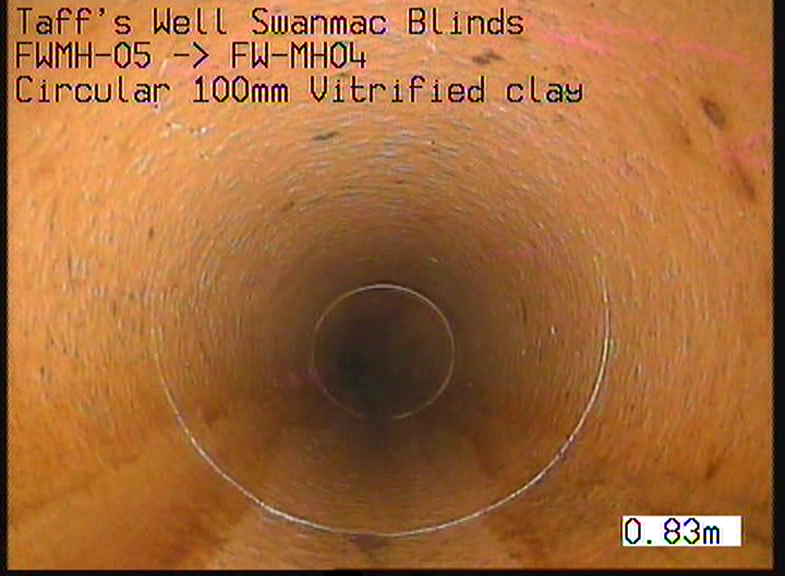 Taff's Well Swanmac Blinds
FWMH-05 -> FW-MH04
Circular 100mm Vitrified clay
0.83m